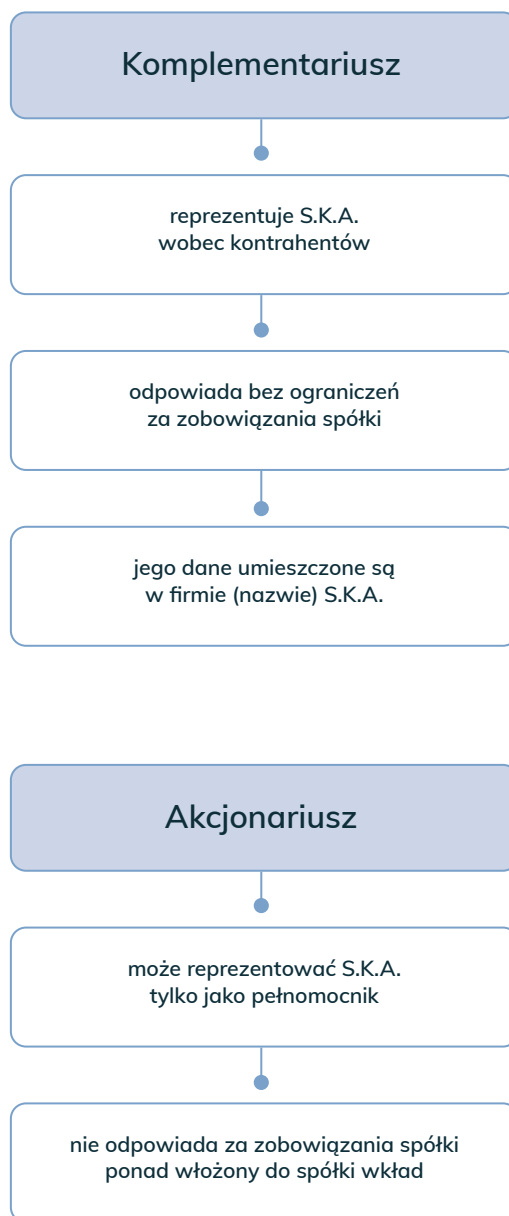 Komplementariusz
reprezentuje S.K.A.
wobec kontrahentów
odpowiada bez ograniczeń
za zobowiązania spółki
jego dane umieszczone są
w firmie (nazwie) S.K.A.
Akcjonariusz
może reprezentować S.K.A.
tylko jako pełnomocnik
nie odpowiada za zobowiązania spółki
ponad włożony do spółki wkład